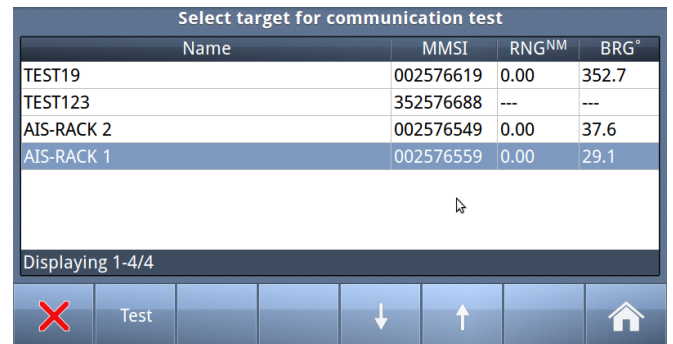 Select target for communication test
Name MMSI RNGNM BRG°
TEST19 002576619 0.00 352.7
TEST123 352576688 --- ---
AIS-RACK 2 002576549 0.00 37.6
AIS-RACK 1 002576559 0.00 29.1
Displaying 1-4/4
Test